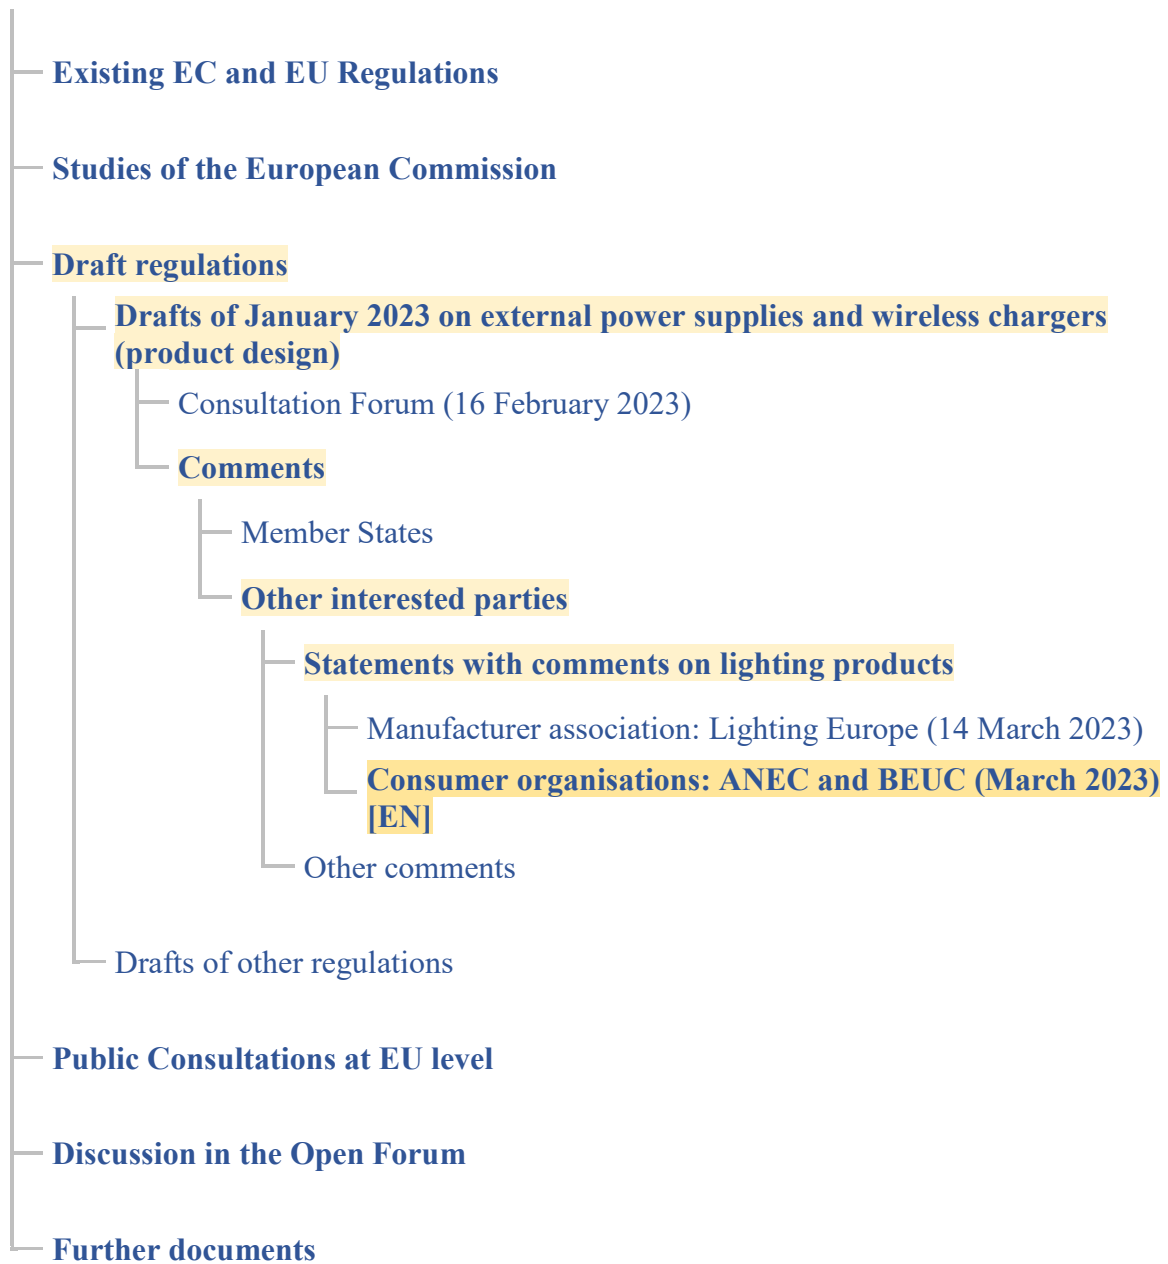 Existing EC and EU Regulations
Studies of the European Commission
Draft regulations
Drafts of January 2023 on external power supplies and wireless chargers
(product design)
Consultation Forum (16 February 2023)
Comments
Member States
Other interested parties
Statements with comments on lighting products
Manufacturer association: Lighting Europe (14 March 2023)
Consumer organisations: ANEC and BEUC (March 2023)
[EN]
Other comments
Drafts of other regulations
Public Consultations at EU level
Discussion in the Open Forum
Further documents